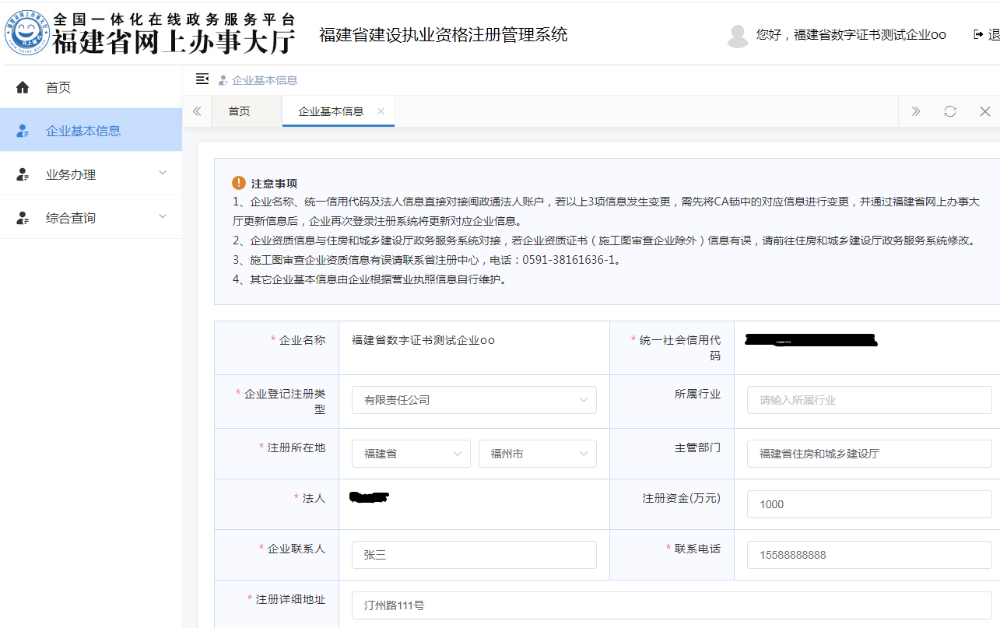 全国一体化在线政务服务平台
福建省网上办事大厅
福建省建设执业资格注册管理系统
您好，福建省数字证书测试企业oo
退
首页
企业基本信息
业务办理
综合查询
企业基本信息
首页
企业基本信息
注意事项
1、企业名称、统一信用代码及法人信息直接对接闽政通法人账户，若以上3项信息发生变更，需先将CA锁中的对应信息进行变更，并通过福建省网上办事大
厅更新信息后，企业再次登录注册系统将更新对应企业信息。
2、企业资质信息与住房和城乡建设厅政务服务系统对接，若企业资质证书（施工图审查企业除外）信息有误，请前往住房和城乡建设厅政务服务系统修改。
3、施工图审查企业资质信息有误请联系省注册中心，电话：0591-38161636-1。
4、其它企业基本信息由企业根据营业执照信息自行维护。
* 企业名称
福建省数字证书测试企业oo
* 统一社会信用代
码
* 企业登记注册类
型
有限责任公司
所属行业
请输入所属行业
* 注册所在地
福建省
福州市
主管部门
福建省住房和城乡建设厅
* 法人
注册资金(万元)
1000
* 企业联系人
张三
* 联系电话
15588888888
* 注册详细地址
汀州路111号